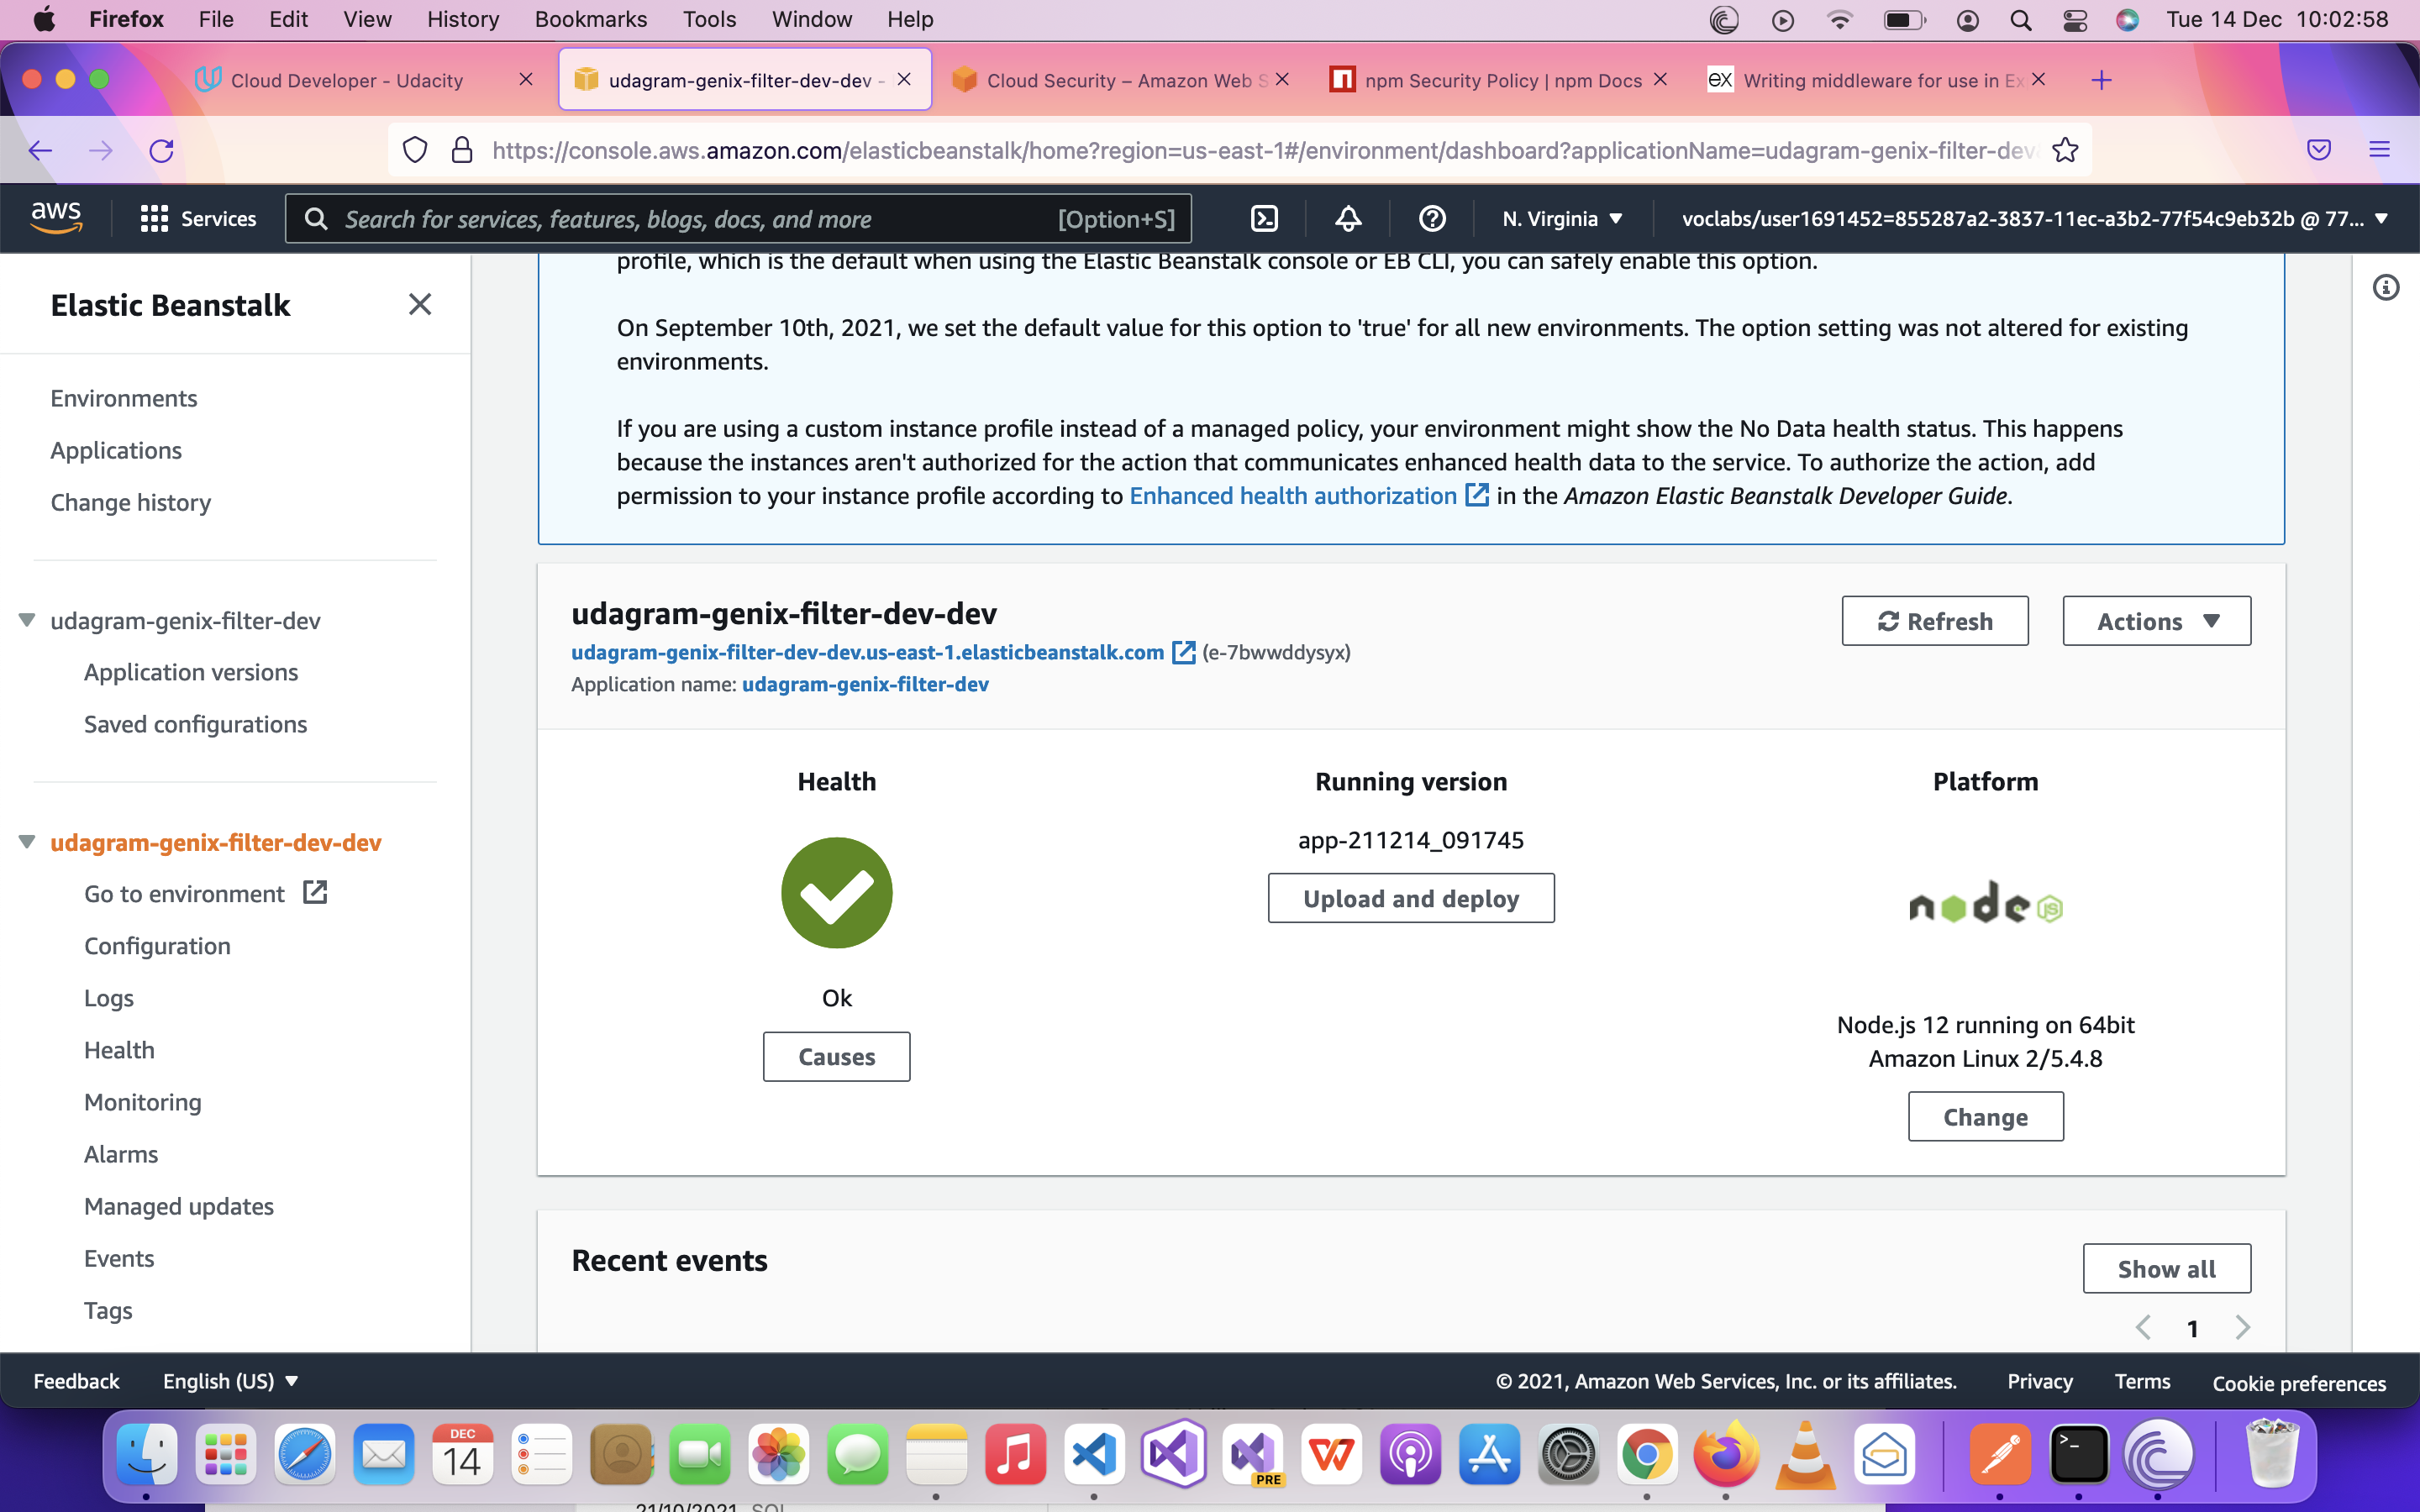 Firefox File Edit View History Bookmarks Tools Window Help Tue 14 Dec 10:02:58
Cloud Developer - Udacity
udagram-genix-filter-dev-dev -
Cloud Security – Amazon Web S
npm Security Policy | npm Docs
ex Writing middleware for use in Ex
https://console.aws.amazon.com/elasticbeanstalk/home?region=us-east-1#/environment/dashboard?applicationName=udagram-genix-filter-dev
aws Services Search for services, features, blogs, docs, and more [Option+S] N. Virginia voclabs/user1691452=855287a2-3837-11ec-a3b2-77f54c9eb32b @ 77...
Elastic Beanstalk
Environments
Applications
Change history
udagram-genix-filter-dev
Application versions
Saved configurations
udagram-genix-filter-dev-dev
Go to environment
Configuration
Logs
Health
Monitoring
Alarms
Managed updates
Events
Tags
profile, which is the default when using the Elastic Beanstalk console or EB CLI, you can safely enable this option.
On September 10th, 2021, we set the default value for this option to 'true' for all new environments. The option setting was not altered for existing
environments.
If you are using a custom instance profile instead of a managed policy, your environment might show the No Data health status. This happens
because the instances aren't authorized for the action that communicates enhanced health data to the service. To authorize the action, add
permission to your instance profile according to Enhanced health authorization in the Amazon Elastic Beanstalk Developer Guide.
udagram-genix-filter-dev-dev
udagram-genix-filter-dev-dev.us-east-1.elasticbeanstalk.com (e-7bwwddysyx)
Application name: udagram-genix-filter-dev
Refresh
Actions
Health
Ok
Causes
Running version
app-211214_091745
Upload and deploy
Platform
node JS
Node.js 12 running on 64bit
Amazon Linux 2/5.4.8
Change
Recent events
Show all
1
Feedback English (US) © 2021, Amazon Web Services, Inc. or its affiliates. Privacy Terms Cookie preferences
DEC
14
PRE
21/10/2021 SQL